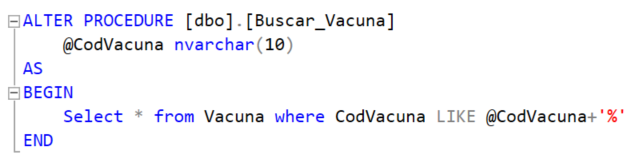 ALTER PROCEDURE [dbo].[Buscar_Vacuna]
    @CodVacuna nvarchar(10)
AS
BEGIN
    Select * from Vacuna where CodVacuna LIKE @CodVacuna+'%'
END